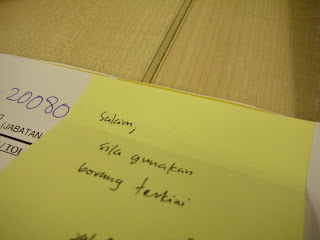 20080
(JABATAN
Salam,
sila gunakan
borang terkini